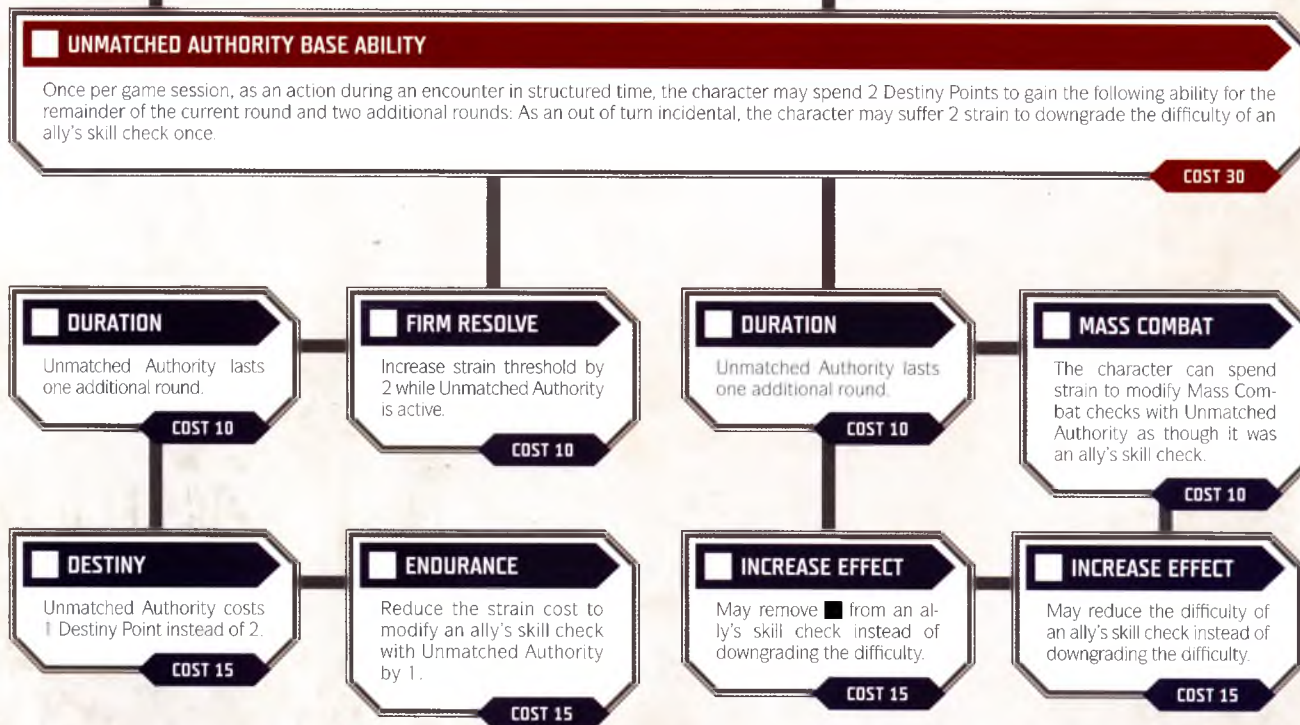 UNMATCHED AUTHORITY BASE ABILITY
Once per game session, as an action during an encounter in structured time, the character may spend 2 Destiny Points to gain the following ability for the
remainder of the current round and two additional rounds: As an out of turn incidental, the character may suffer 2 strain to downgrade the difficulty of an
ally's skill check once.
COST 30
DURATION
Unmatched Authority lasts
one additional round.
COST 10
FIRM RESOLVE
Increase strain threshold by
2 while Unmatched Authority
is active.
COST 10
DURATION
Unmatched Authority lasts
one additional round.
COST 10
MASS COMBAT
The character can spend
strain to modify Mass Com-
bat checks with Unmatched
Authority as though it was
an ally's skill check.
COST 10
DESTINY
Unmatched Authority costs
1 Destiny Point instead of 2.
COST 15
ENDURANCE
Reduce the strain cost to
modify an ally's skill check
with Unmatched Authority
by 1.
COST 15
INCREASE EFFECT
May remove ■ from an al-
ly's skill check instead of
downgrading the difficulty.
COST 15
INCREASE EFFECT
May reduce the difficulty of
an ally's skill check instead of
downgrading the difficulty.
COST 15